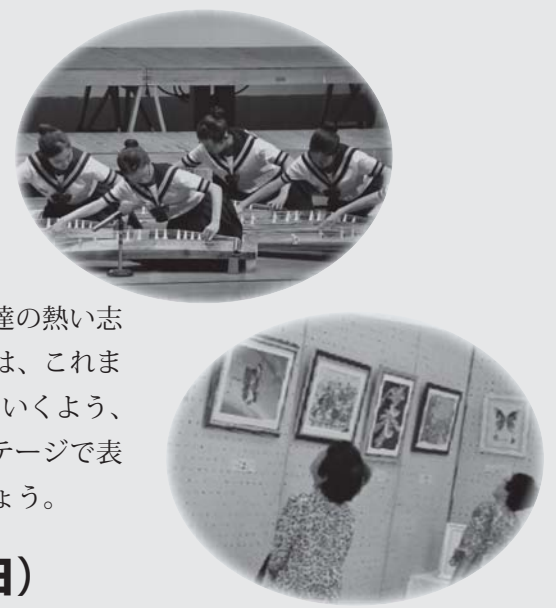 達の熱い志
は、これま
いくよう、
テージで表
ょう。
日）